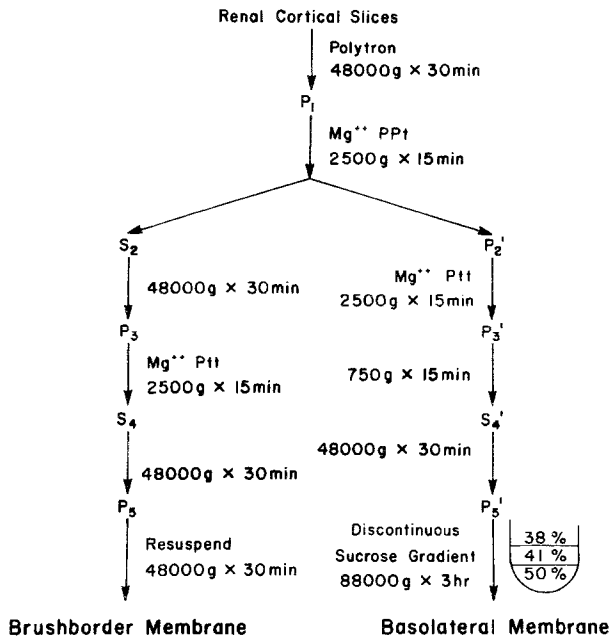 Renal Cortical Slices
Polytron
48000g × 30min
P₁
Mg⁺⁺ PPt
2500g × 15min
S₂
P₂'
48000g × 30min
Mg⁺⁺ Ptt
2500g × 15min
P₃
P₃'
Mg⁺⁺ Ptt
2500g × 15min
750g × 15min
S₄
S₄'
48000g × 30min
48000g × 30min
P₅
P₅'
Resuspend
48000g × 30min
Discontinuous
Sucrose Gradient
88000g × 3hr
38 %
41 %
50 %
Brushborder Membrane
Basolateral Membrane